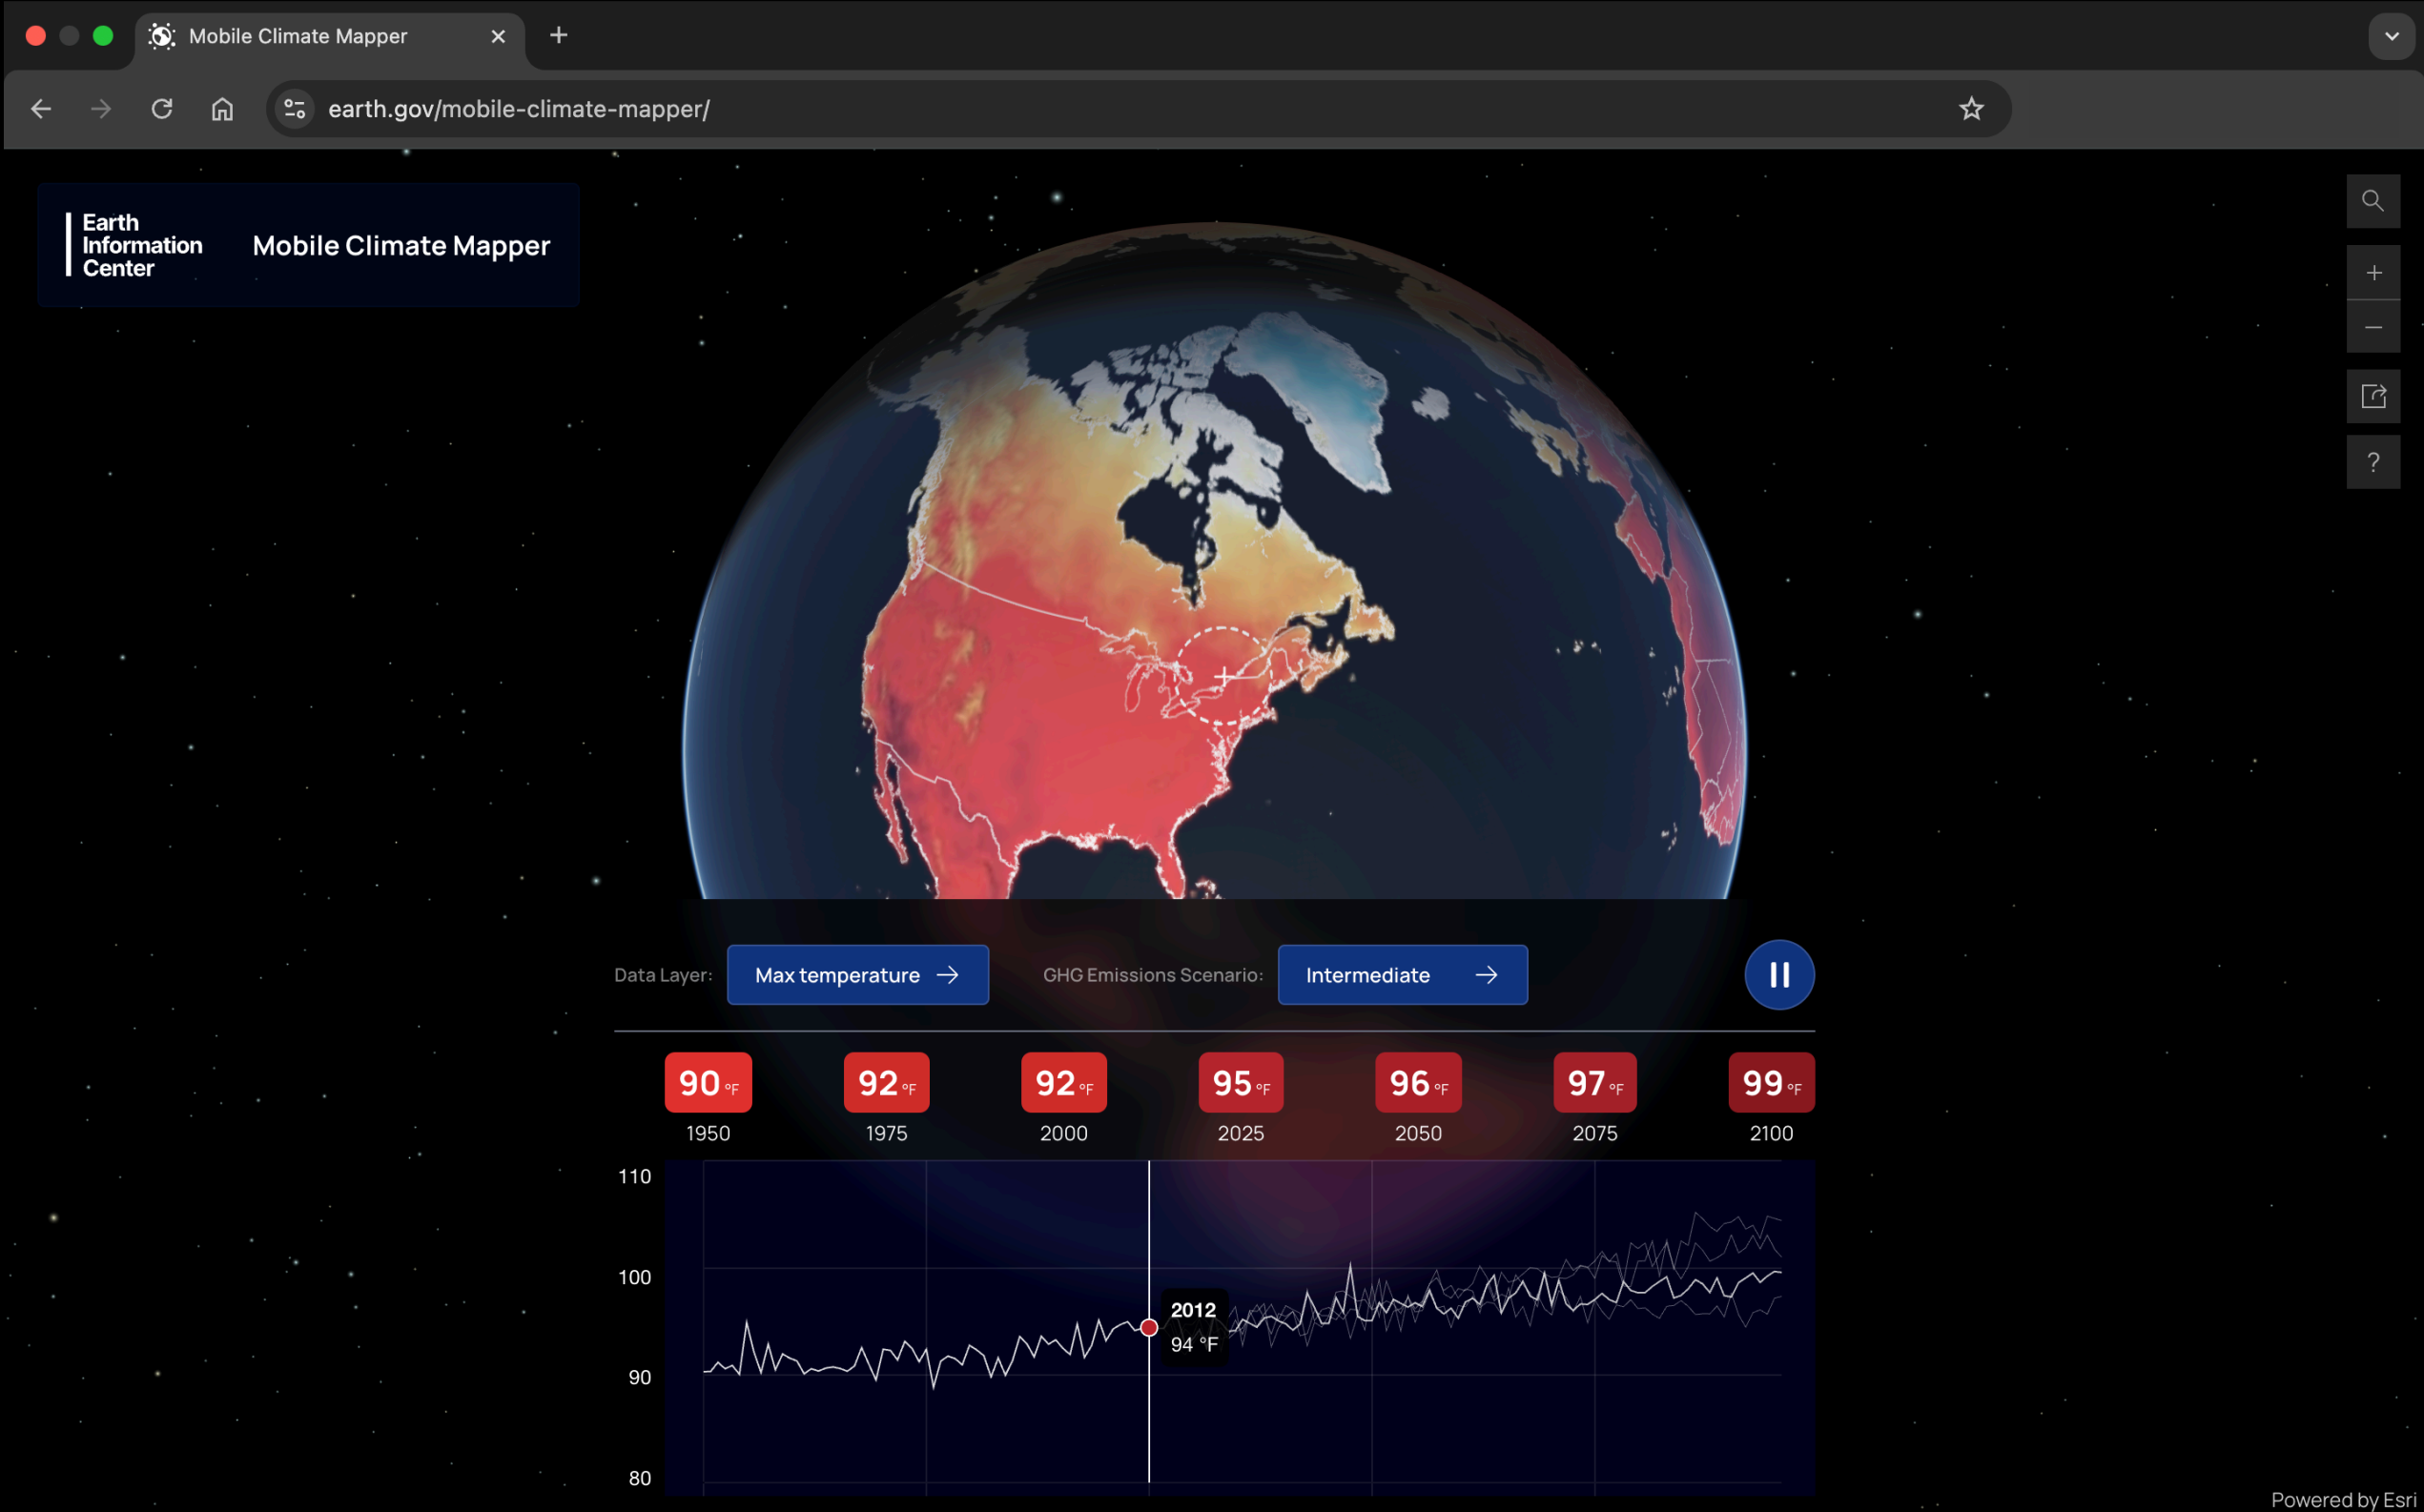 Mobile Climate Mapper
earth.gov/mobile-climate-mapper/
Earth
Information
Center
Mobile Climate Mapper
?
Data Layer: Max temperature → GHG Emissions Scenario: Intermediate →
90 °F 92 °F 92 °F 95 °F 96 °F 97 °F 99 °F
1950 1975 2000 2025 2050 2075 2100
110
100
2012
94 °F
90
80
Powered by Esri